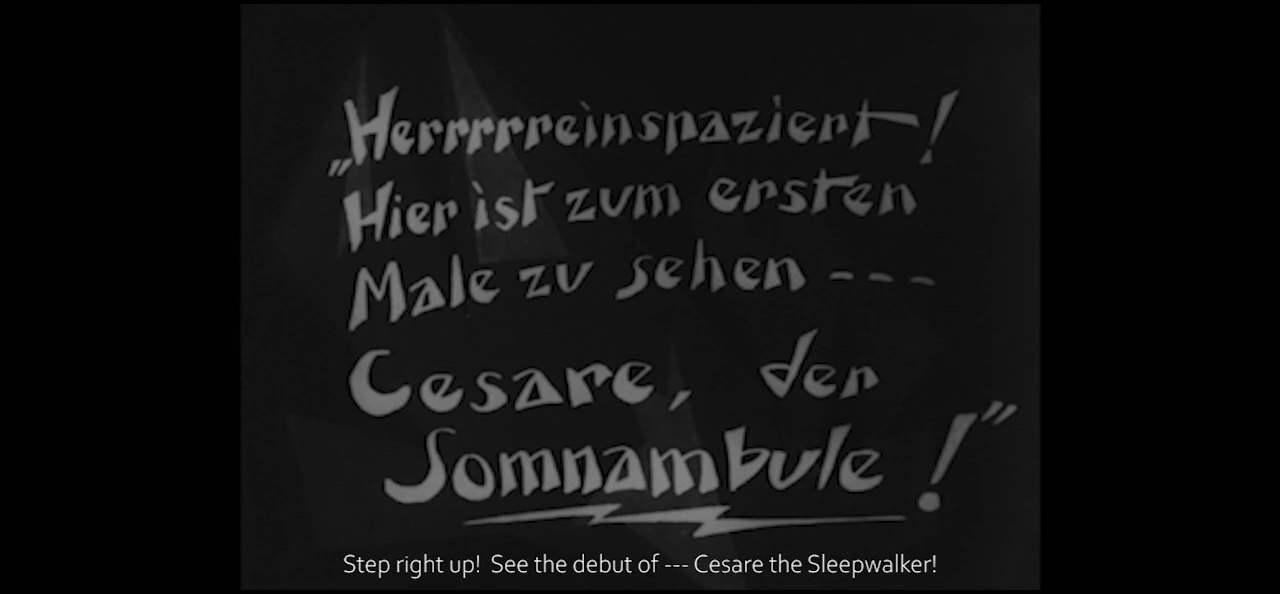 „Herrrrreinspaziert!
Hier ist zum ersten
Male zu sehen ---
Cesare, der
Somnambule!”
Step right up! See the debut of --- Cesare the Sleepwalker!